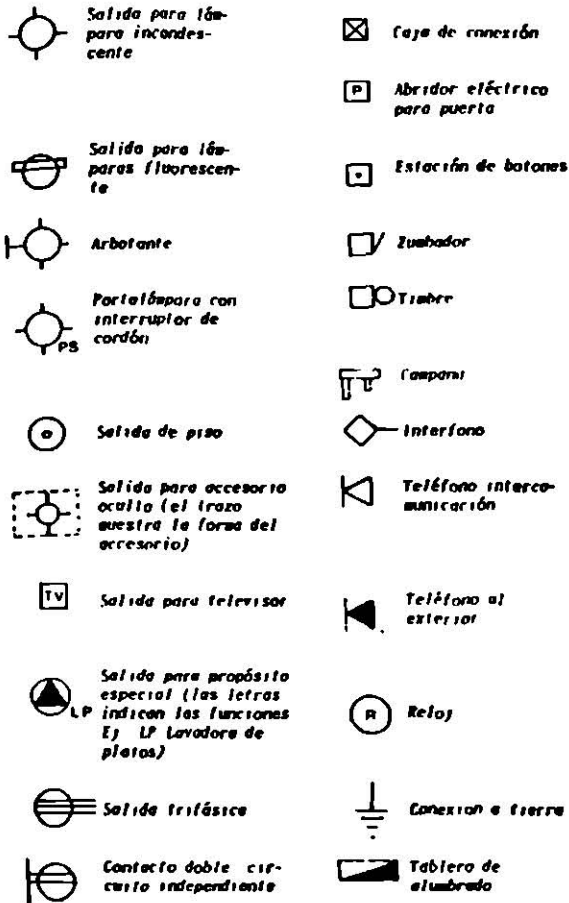 Salida para lám-
para incondes-
cente
Salida para lám-
paras fluorescen-
te
Arbotante
Portalámpara con
interruptor de
cordón
PS
Salida de piso
Salida para accesorio
oculto (el trazo
muestra la forma del
accesorio)
TV
Salida para televisor
Salida para propósito
especial (las letras
indican las funciones
Ej LP Lavadora de
platos)
LP
Salida trifásica
Contacto doble cir-
cuito independiente
Caja de conexión
P
Abridor eléctrico
para puerta
Estación de botones
Zumbador
Timbre
Campana
Interfono
Teléfono interco-
municación
Teléfono al
exterior
R
Reloj
Conexion a tierra
Tablero de
alumbrado